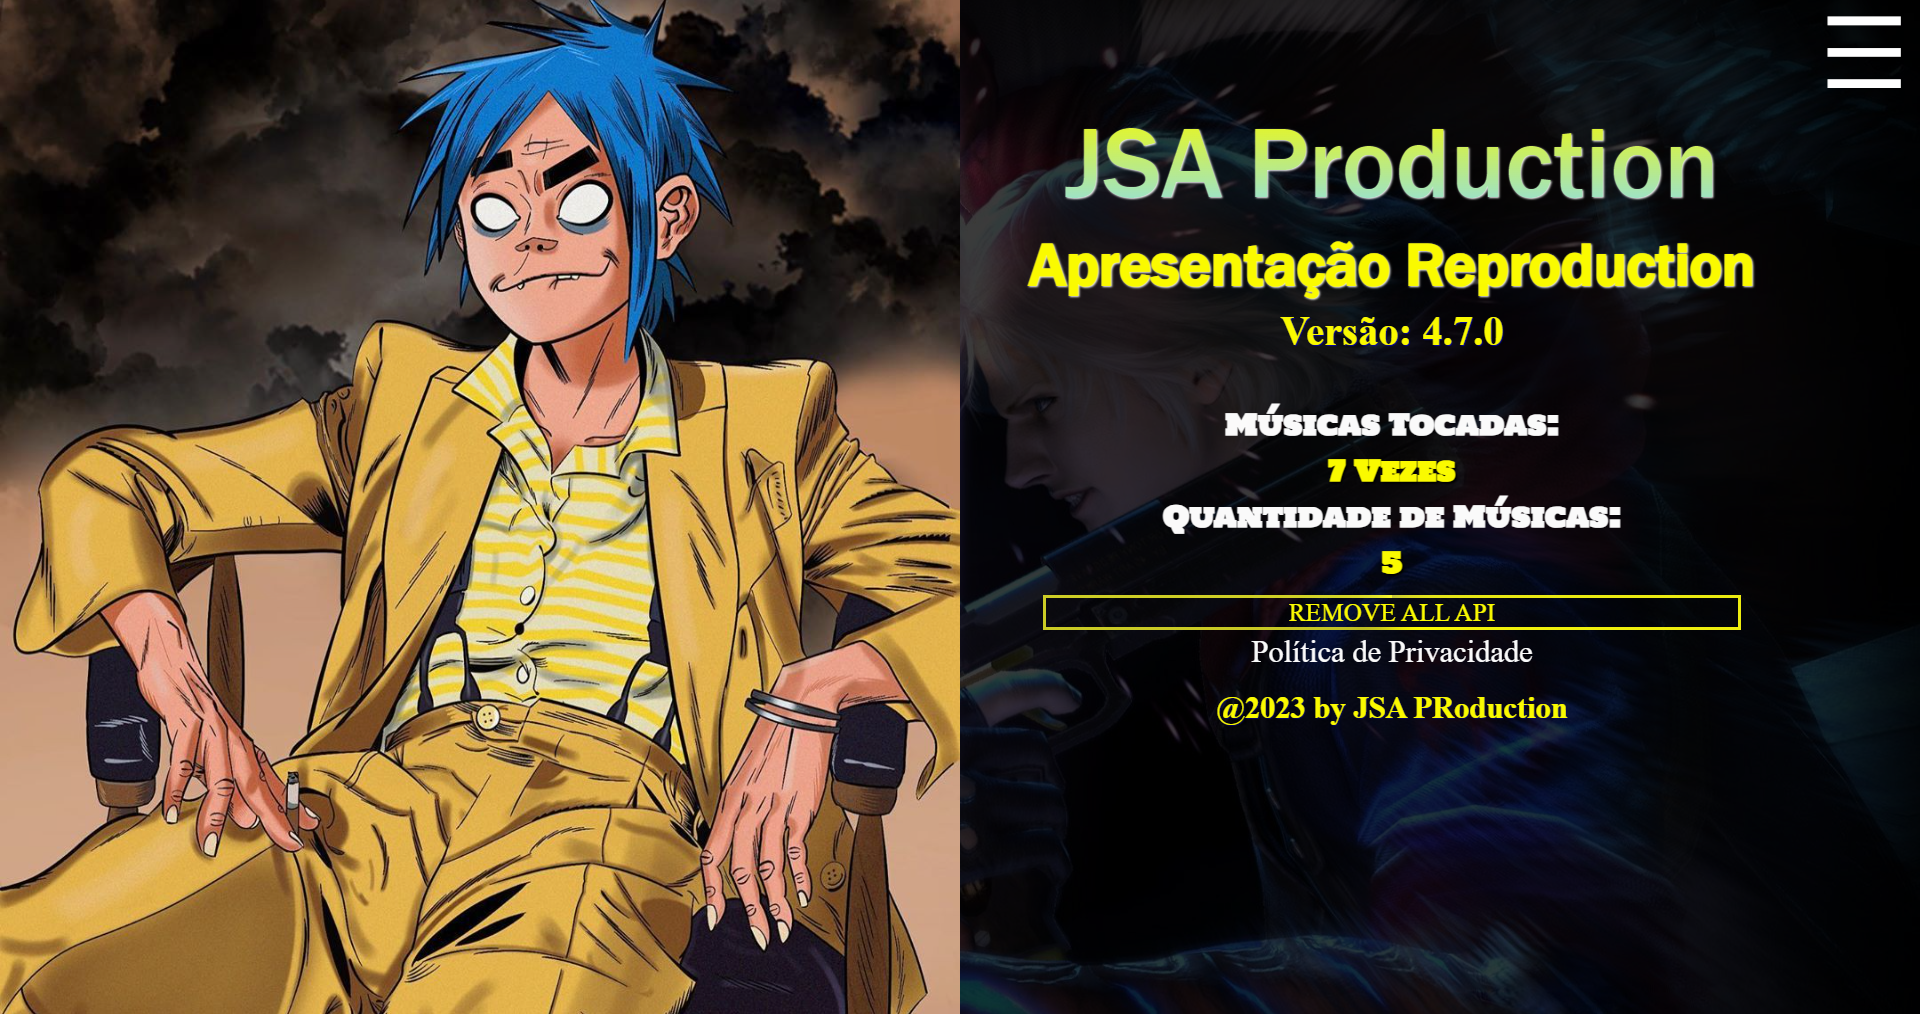 JSA Production
Apresentação Reproduction
Versão: 4.7.0
Músicas Tocadas:
7 Vezes
Quantidade de Músicas:
5
REMOVE ALL API
Política de Privacidade
@2023 by JSA PRoduction